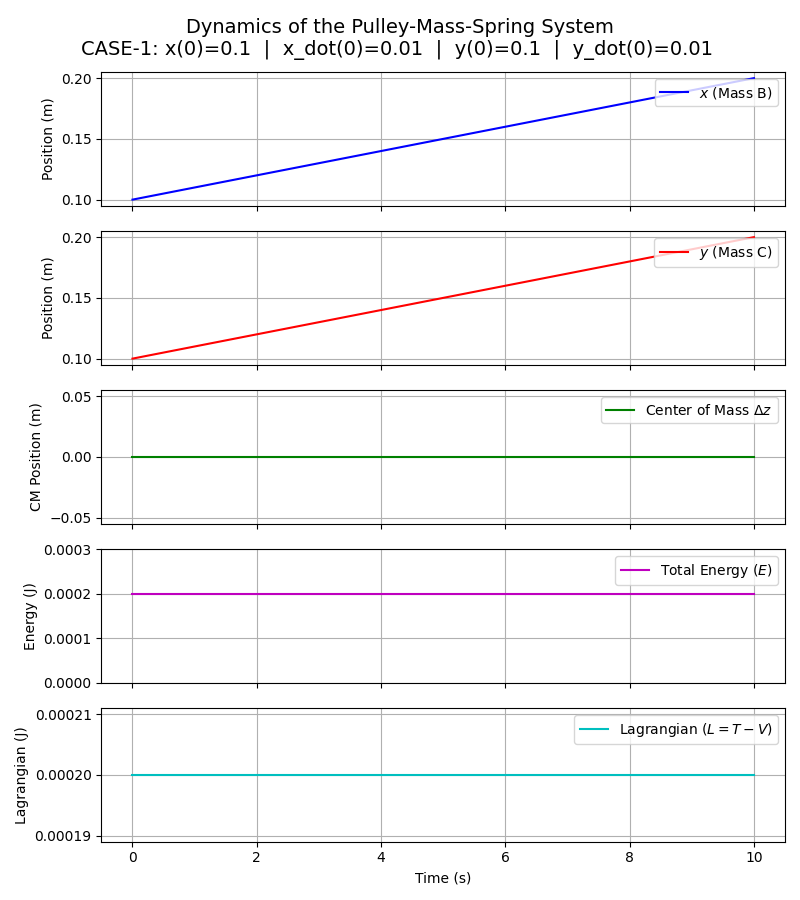 Dynamics of the Pulley-Mass-Spring System
CASE-1: x(0)=0.1 | x_dot(0)=0.01 | y(0)=0.1 | y_dot(0)=0.01
0.20
0.15
0.10
Position (m)
x (Mass B)
0.20
0.15
0.10
Position (m)
y (Mass C)
0.05
0.00
−0.05
CM Position (m)
Center of Mass Δz
0.0003
0.0002
0.0001
0.0000
Energy (J)
Total Energy (E)
0.00021
0.00020
0.00019
Lagrangian (J)
Lagrangian (L = T − V)
0 2 4 6 8 10
Time (s)